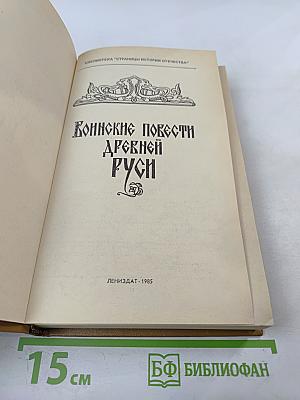 БИБЛИОТЕКА "СТРАНИЦЫ ИСТОРИИ ОТЕЧЕСТВА"
ВОИНСКИЕ ПОВЕСТИ
ДРЕВНЕЙ
РУСИ
ЛЕНИЗДАТ·1985
15 см
БФ БИБЛИОФАН